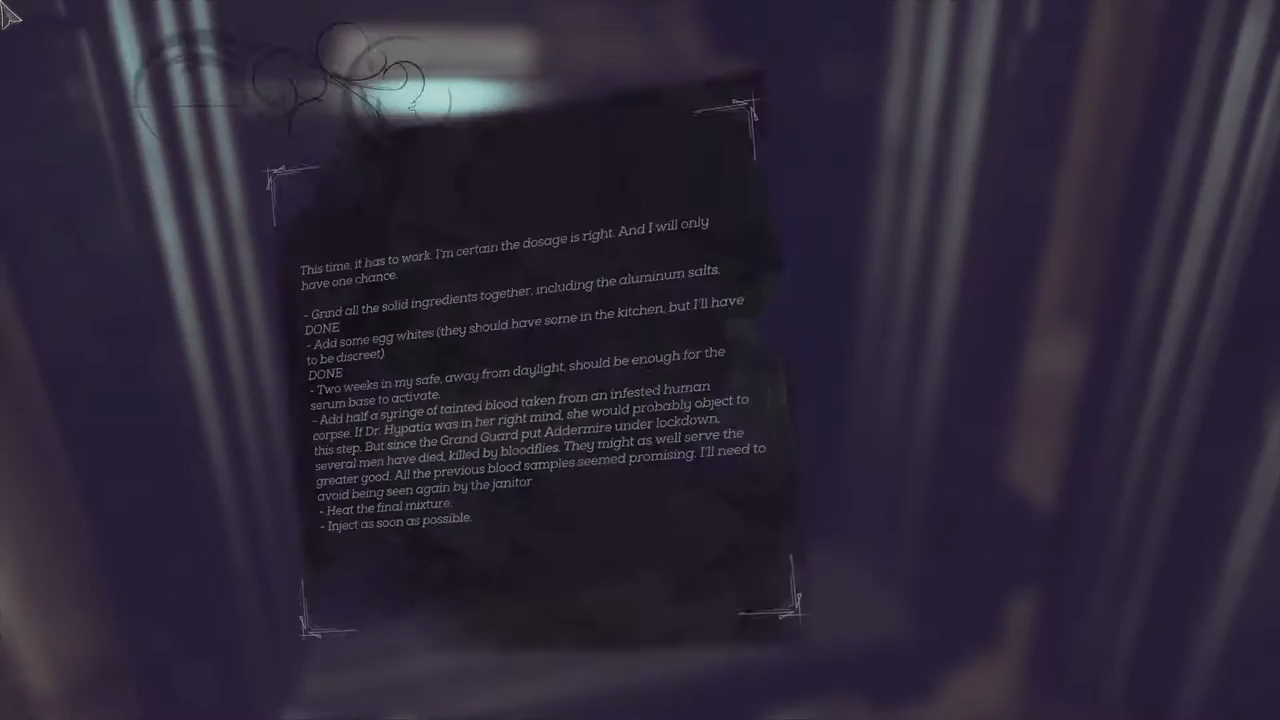 This time, it has to work. I'm certain the dosage is right. And I will only
have one chance.
- Grind all the solid ingredients together, including the aluminum salts.
DONE
- Add some egg whites (they should have some in the kitchen, but I'll have
to be discreet)
DONE
- Two weeks in my safe, away from daylight, should be enough for the
serum base to activate.
- Add half a syringe of tainted blood taken from an infested human
corpse. If Dr. Hypatia was in her right mind, she would probably object to
this step. But since the Grand Guard put Addermire under lockdown,
several men have died, killed by bloodflies. They might as well serve the
greater good. All the previous blood samples seemed promising. I'll need to
avoid being seen again by the janitor.
- Heat the final mixture.
- Inject as soon as possible.